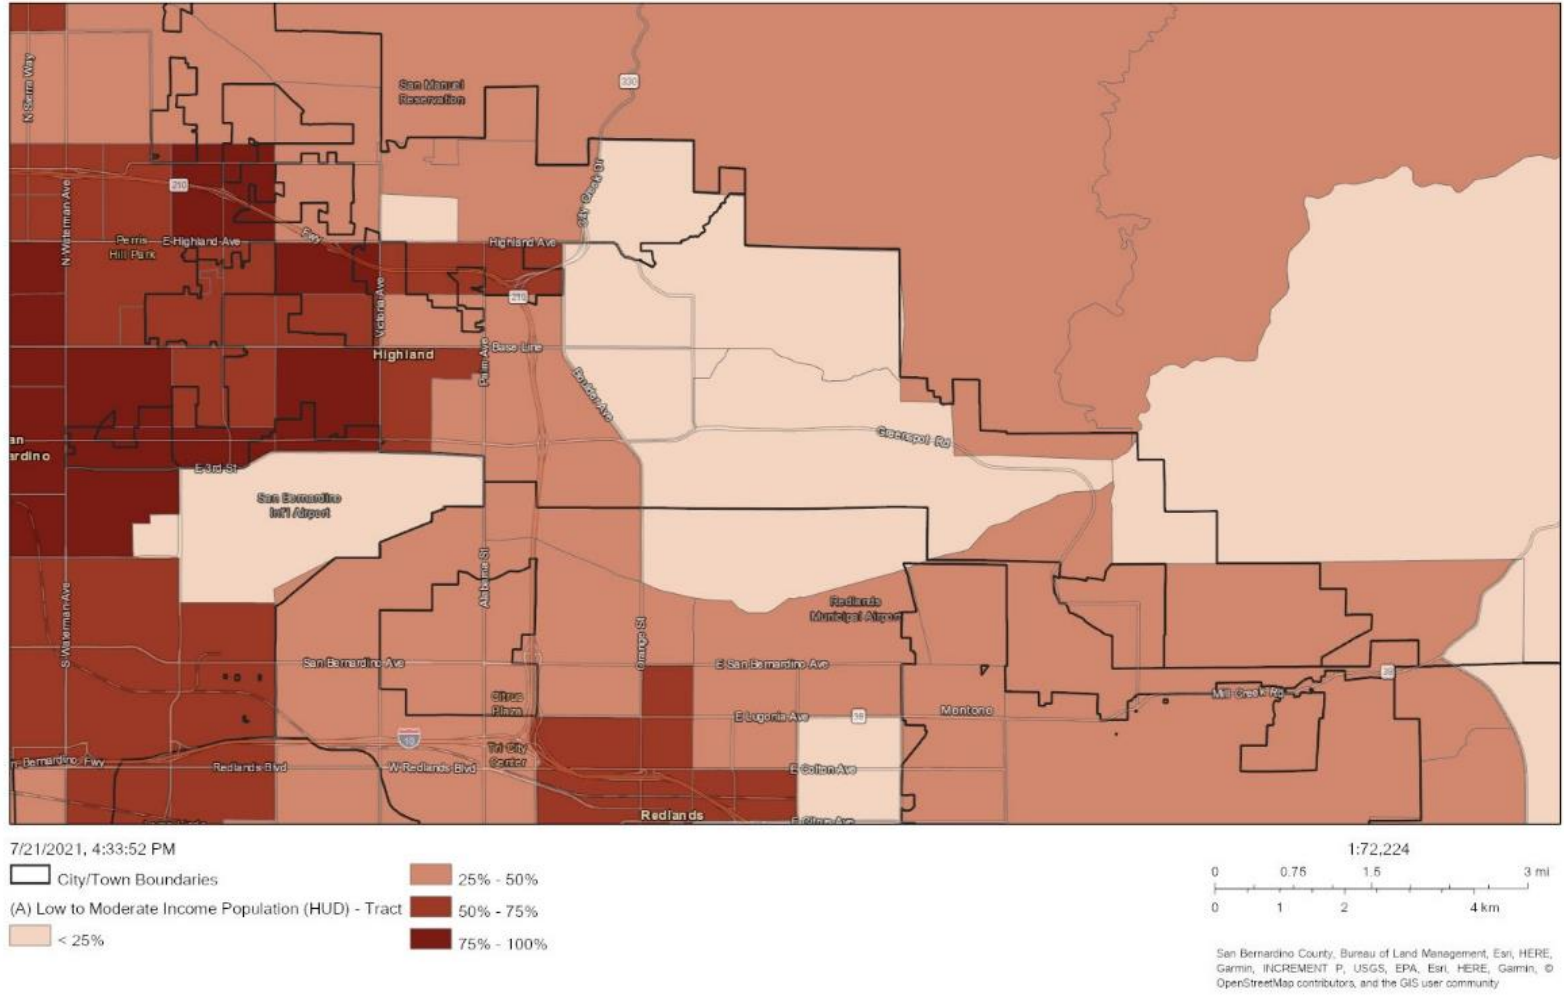 N Sierra Way
San Manuel
Reservation
330
City Creek Dr
210
N Waterman Ave
Perris
Hill Park
E Highland Ave
Fwy
Highland Ave
Victoria Ave
210
Highland
Palm Ave
Base Line
Boulder Ave
Greenspot Rd
an
ardino
E 3rd St
San Bernardino
Int'l Airport
Alabama St
S Waterman Ave
Redlands
Municipal Airport
Orange St
San Bernardino Ave
E San Bernardino Ave
38
Mill Creek Rd
Citrus
Plaza
E Lugonia Ave
38
Mentone
10
Tri City
Center
n Bernardino Fwy
Redlands Blvd
W Redlands Blvd
E Colton Ave
Redlands
E Citrus Ave
7/21/2021, 4:33:52 PM
City/Town Boundaries
(A) Low to Moderate Income Population (HUD) - Tract
< 25%
25% - 50%
50% - 75%
75% - 100%
1:72,224
0 0.75 1.5 3 mi
0 1 2 4 km
San Bernardino County, Bureau of Land Management, Esri, HERE,
Garmin, INCREMENT P, USGS, EPA, Esri, HERE, Garmin, ©
OpenStreetMap contributors, and the GIS user community